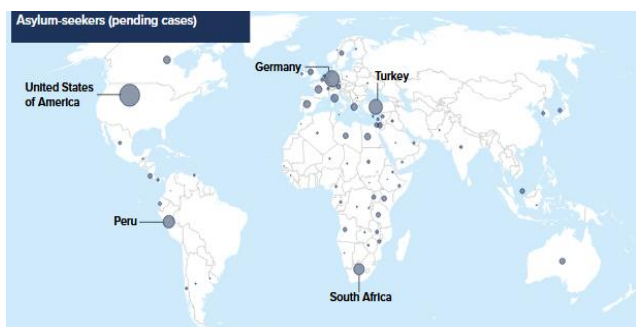 Asylum-seekers (pending cases)
Germany
Turkey
United States
of America
Peru
South Africa